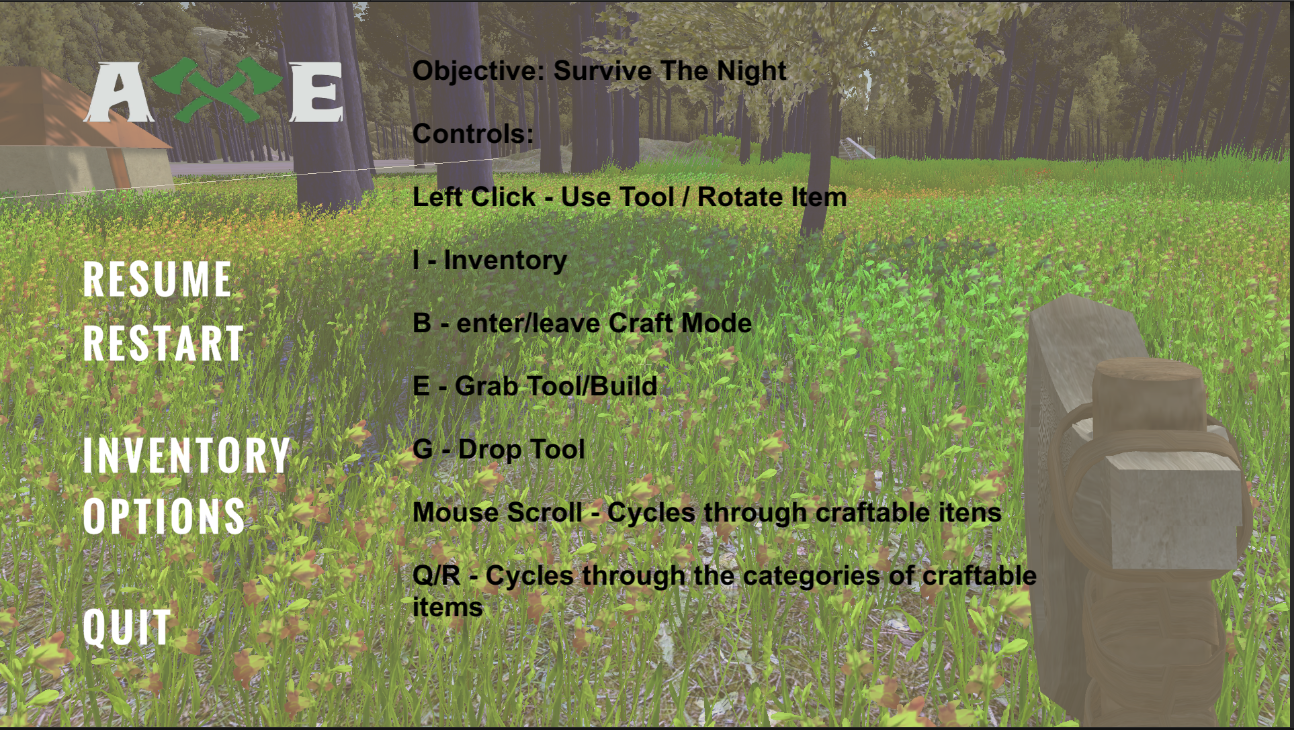 AXE
Objective: Survive The Night
Controls:
Left Click - Use Tool / Rotate Item
I - Inventory
B - enter/leave Craft Mode
E - Grab Tool/Build
G - Drop Tool
Mouse Scroll - Cycles through craftable itens
Q/R - Cycles through the categories of craftable
items
RESUME
RESTART
INVENTORY
OPTIONS
QUIT